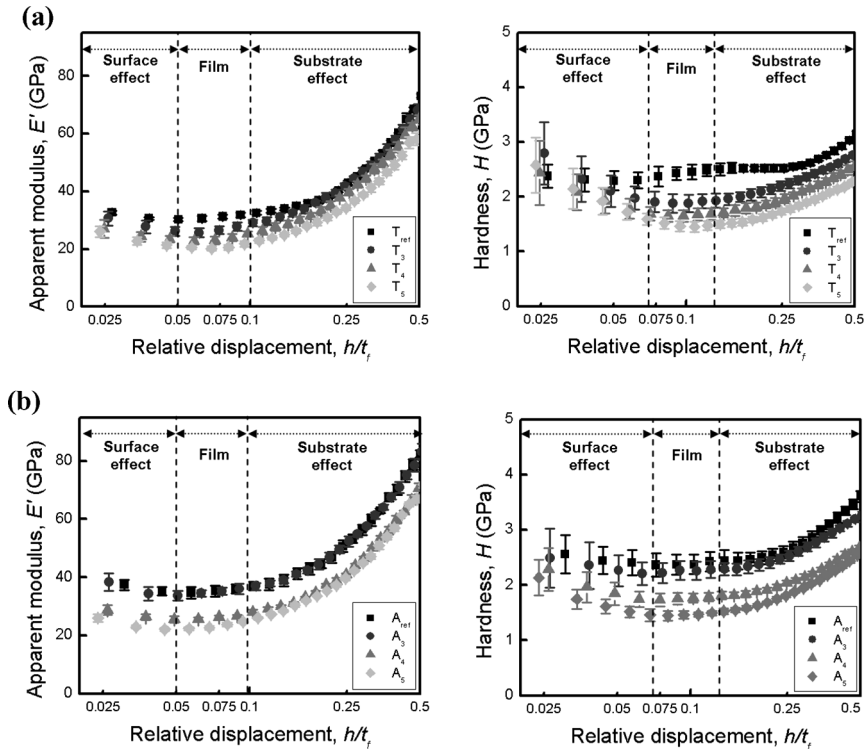 (a)
Surface effect
Film
Substrate effect
Apparent modulus, E' (GPa)
80
60
40
20
0
T_ref
T_3
T_4
T_5
0.025
0.05
0.075
0.1
0.25
0.5
Relative displacement, h/t_f
Surface effect
Film
Substrate effect
Hardness, H (GPa)
5
4
3
2
1
0
T_ref
T_3
T_4
T_5
0.025
0.05
0.075
0.1
0.25
0.5
Relative displacement, h/t_f
(b)
Surface effect
Film
Substrate effect
Apparent modulus, E' (GPa)
80
60
40
20
0
A_ref
A_3
A_4
A_5
0.025
0.05
0.075
0.1
0.25
0.5
Relative displacement, h/t_f
Surface effect
Film
Substrate effect
Hardness, H (GPa)
5
4
3
2
1
0
A_ref
A_3
A_4
A_5
0.025
0.05
0.075
0.1
0.25
0.5
Relative displacement, h/t_f